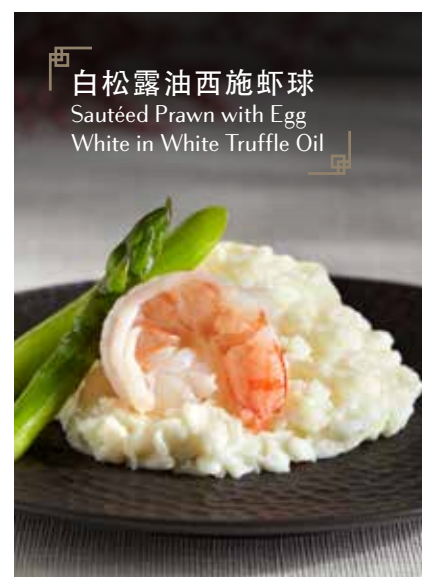 白松露油西施虾球
Sautéed Prawn with Egg
White in White Truffle Oil